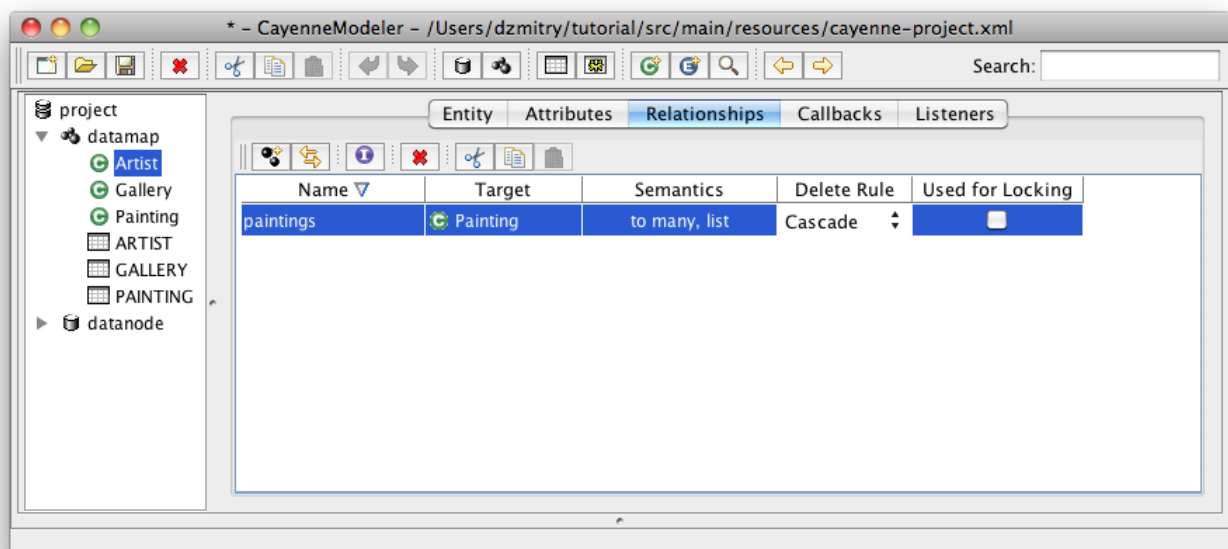 * – CayenneModeler – /Users/dzmitry/tutorial/src/main/resources/cayenne-project.xml
Search:
project
datamap
Artist
Gallery
Painting
ARTIST
GALLERY
PAINTING
datanode
Entity Attributes Relationships Callbacks Listeners
Name Target Semantics Delete Rule Used for Locking
paintings Painting to many, list Cascade